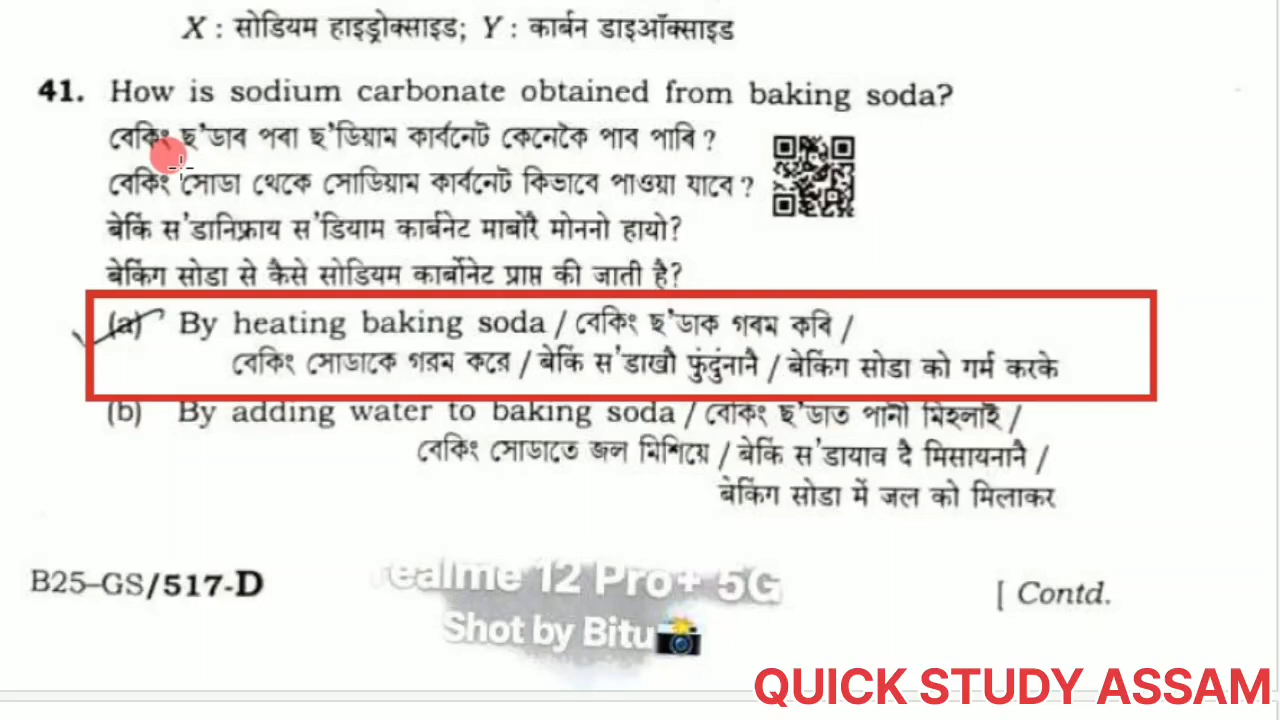 X : सोडियम हाइड्रोक्साइड; Y : कार्बन डाइऑक्साइड
41. How is sodium carbonate obtained from baking soda?
বেকিং ছ'ডাৰ পৰা ছ'ডিয়াম কাৰ্বনেট কেনেকৈ পাব পাৰি ?
বেকিং সোডা থেকে সোডিয়াম কার্বনেট কিভাবে পাওয়া যাবে ?
बेकिं स'डानिफ्राय स'डियाम कार्बनेट माबोरै मोननो हायो?
बेकिंग सोडा से कैसे सोडियम कार्बोनेट प्राप्त की जाती है?
(a) By heating baking soda / বেকিং ছ'ডাক গৰম কৰি /
বেকিং সোডাকে গরম করে / बेकिं स'डाखौ फुंदुंनानै / बेकिंग सोडा को गर्म करके
(b) By adding water to baking soda / বেকিং ছ'ডাত পানী মিহলাই /
বেকিং সোডাতে জল মিশিয়ে / बेकिं स'डायाव दै मिसायनानै /
बेकिंग सोडा में जल को मिलाकर
B25–GS/517-D
[ Contd.
realme 12 Pro+ 5G
Shot by Bitu
QUICK STUDY ASSAM